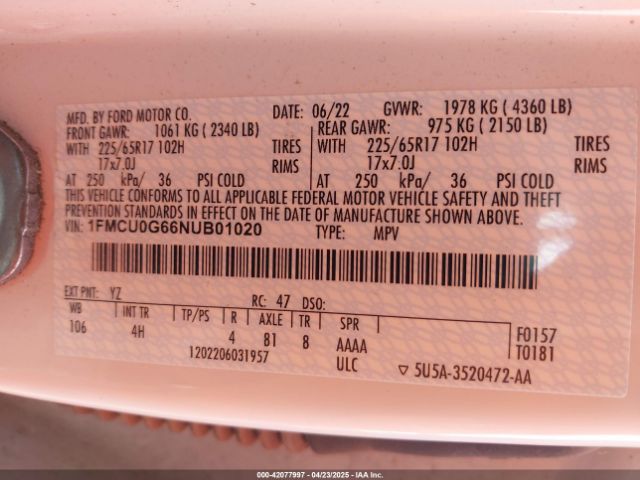 MFD. BY FORD MOTOR CO.
DATE: 06/22 GVWR: 1978 KG ( 4360 LB)
FRONT GAWR: 1061 KG ( 2340 LB) REAR GAWR: 975 KG ( 2150 LB)
WITH 225/65R17 102H TIRES WITH 225/65R17 102H TIRES
17x7.0J RIMS 17x7.0J RIMS
AT 250 kPa/ 36 PSI COLD AT 250 kPa/ 36 PSI COLD
THIS VEHICLE CONFORMS TO ALL APPLICABLE FEDERAL MOTOR VEHICLE SAFETY AND THEFT
PREVENTION STANDARDS IN EFFECT ON THE DATE OF MANUFACTURE SHOWN ABOVE.
VIN: 1FMCU0G66NUB01020 TYPE: MPV
EXT PNT: YZ RC: 47 DSO:
WB INT TR TP/PS R AXLE TR SPR
106 4H 4 81 8 AAAA
1202206031957 ULC
F0157
T0181
▽ 5U5A-3520472-AA
000-42077997 - 04/23/2025 - IAA Inc.